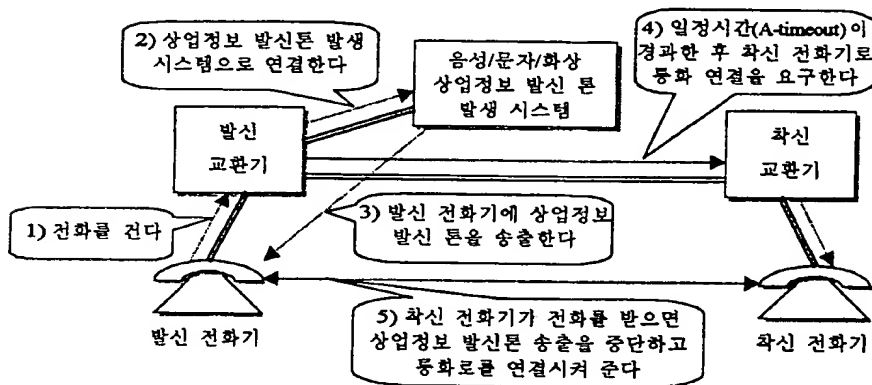 2) 상업정보 발신톤 발생
시스템으로 연결한다
음성/문자/화상
상업정보 발신 톤
발생 시스템
4) 일정시간(A-timeout)이
경과한 후 착신 전화기로
통화 연결을 요구한다
발신
교환기
착신
교환기
1) 전화를 건다
3) 발신 전화기에 상업정보
발신 톤을 송출한다
발신 전화기
5) 착신 전화기가 전화를 받으면
상업정보 발신톤 송출을 중단하고
통화로를 연결시켜 준다
착신 전화기